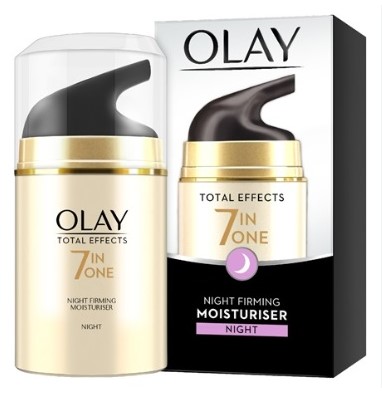 OLAY
TOTAL EFFECTS
7 IN
ONE
NIGHT FIRMING
MOISTURISER
NIGHT
OLAY
TOTAL EFFECTS
7 IN
ONE
NIGHT FIRMING
MOISTURISER
NIGHT